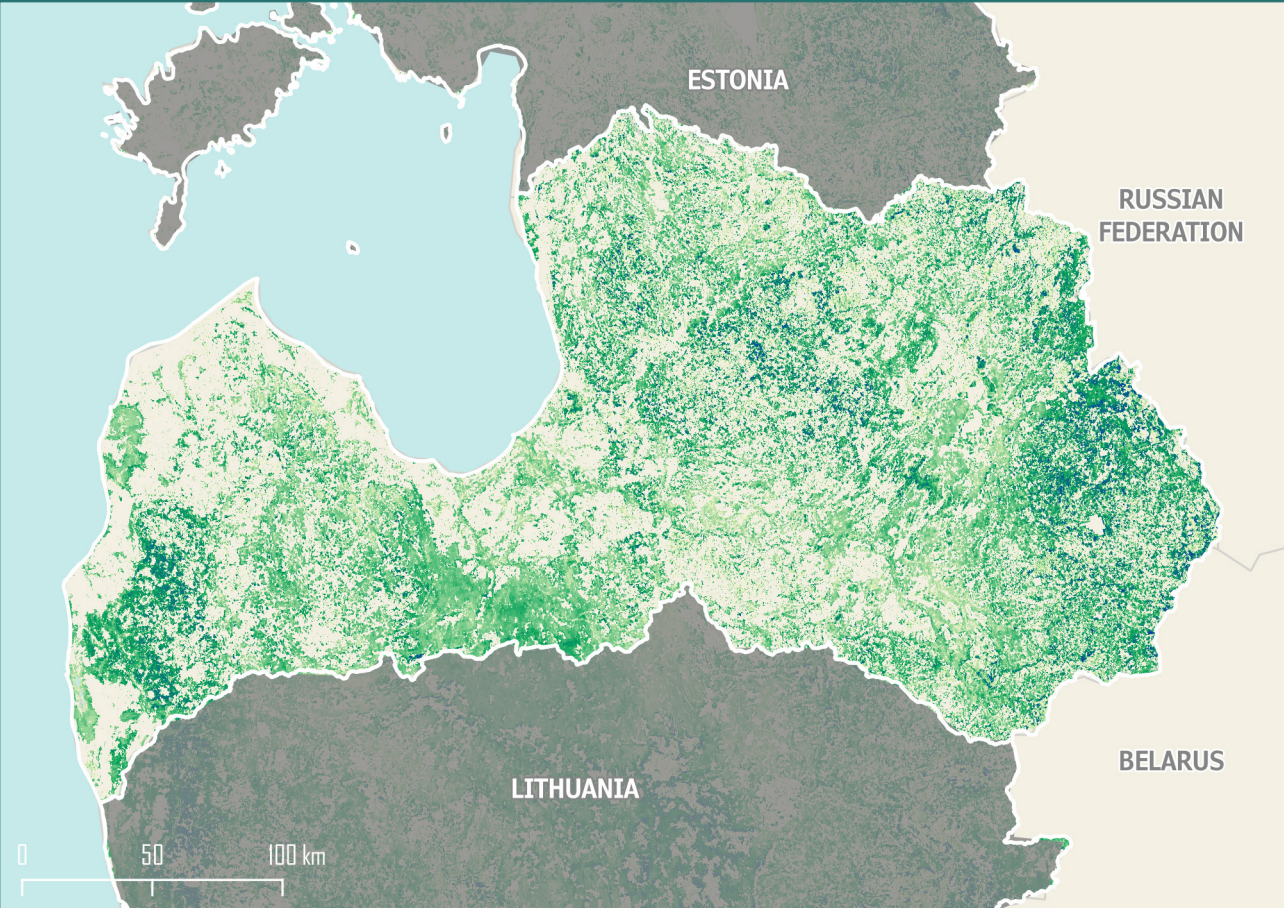 ESTONIA
RUSSIAN
FEDERATION
LITHUANIA
BELARUS
0 50 100 km